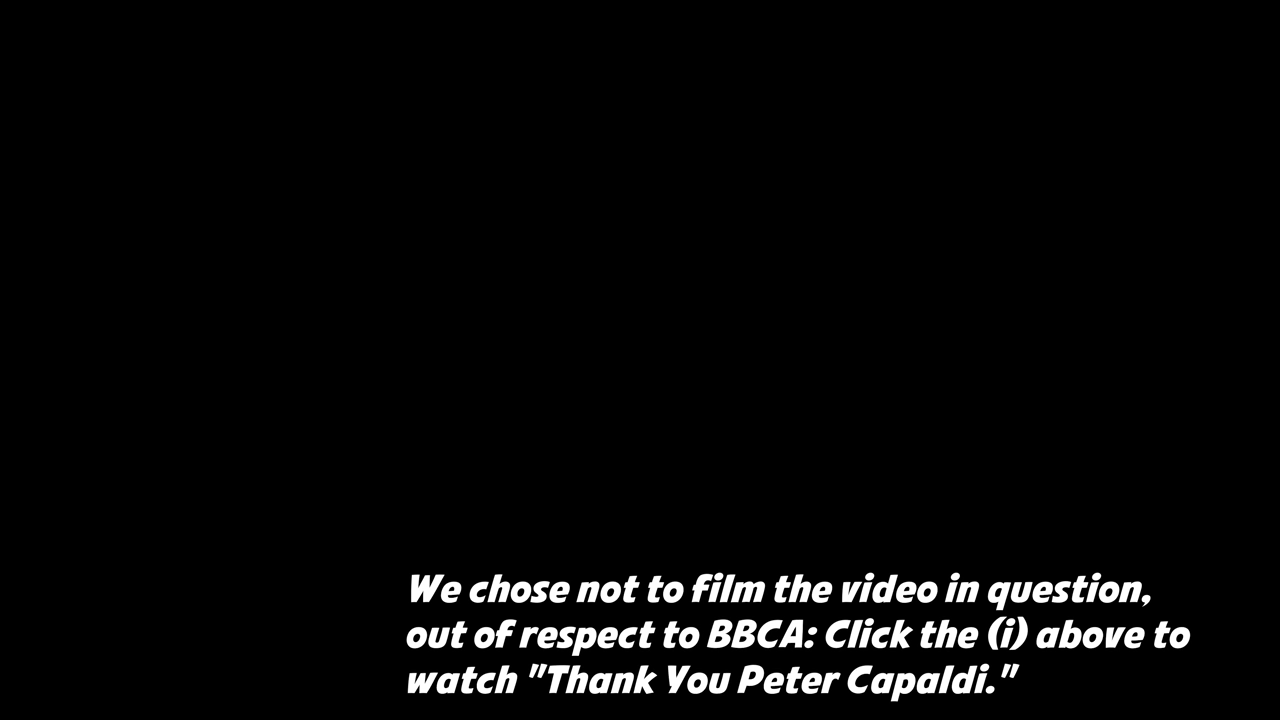 We chose not to film the video in question,
out of respect to BBCA: Click the (i) above to
watch "Thank You Peter Capaldi."